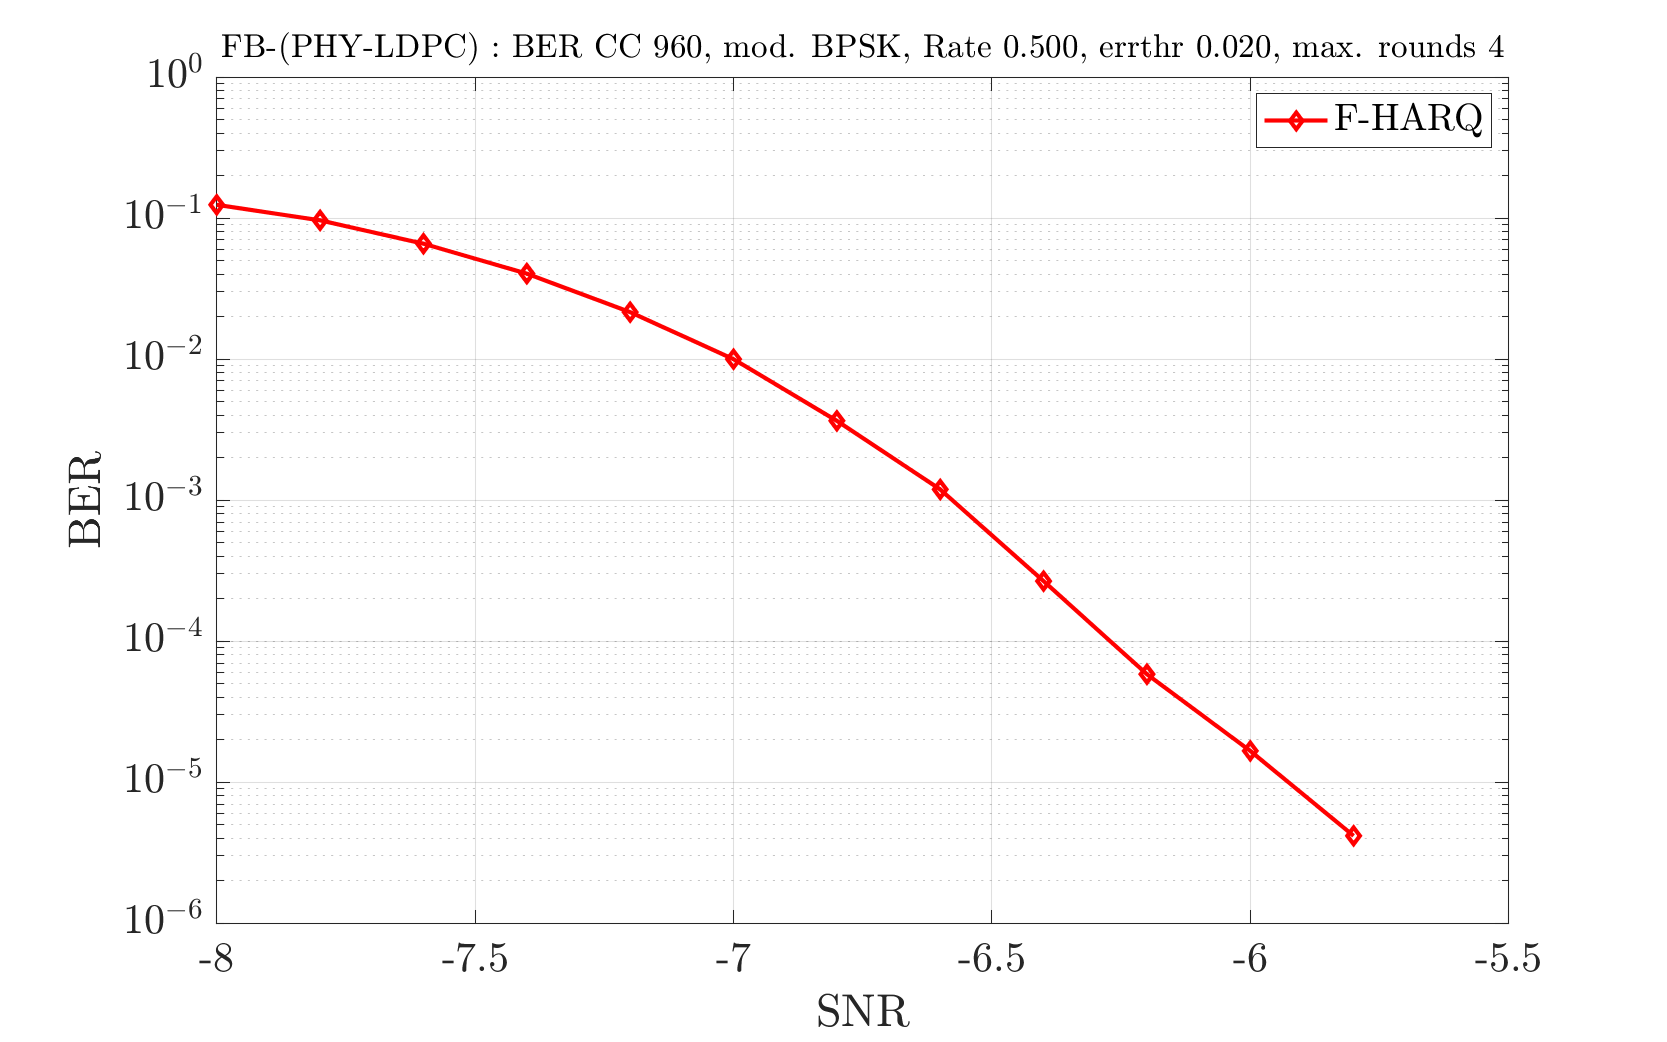 FB-(PHY-LDPC) : BER CC 960, mod. BPSK, Rate 0.500, errthr 0.020, max. rounds 4
10^0
F-HARQ
10^{-1}
10^{-2}
BER
10^{-3}
10^{-4}
10^{-5}
10^{-6}
-8 -7.5 -7 -6.5 -6 -5.5
SNR